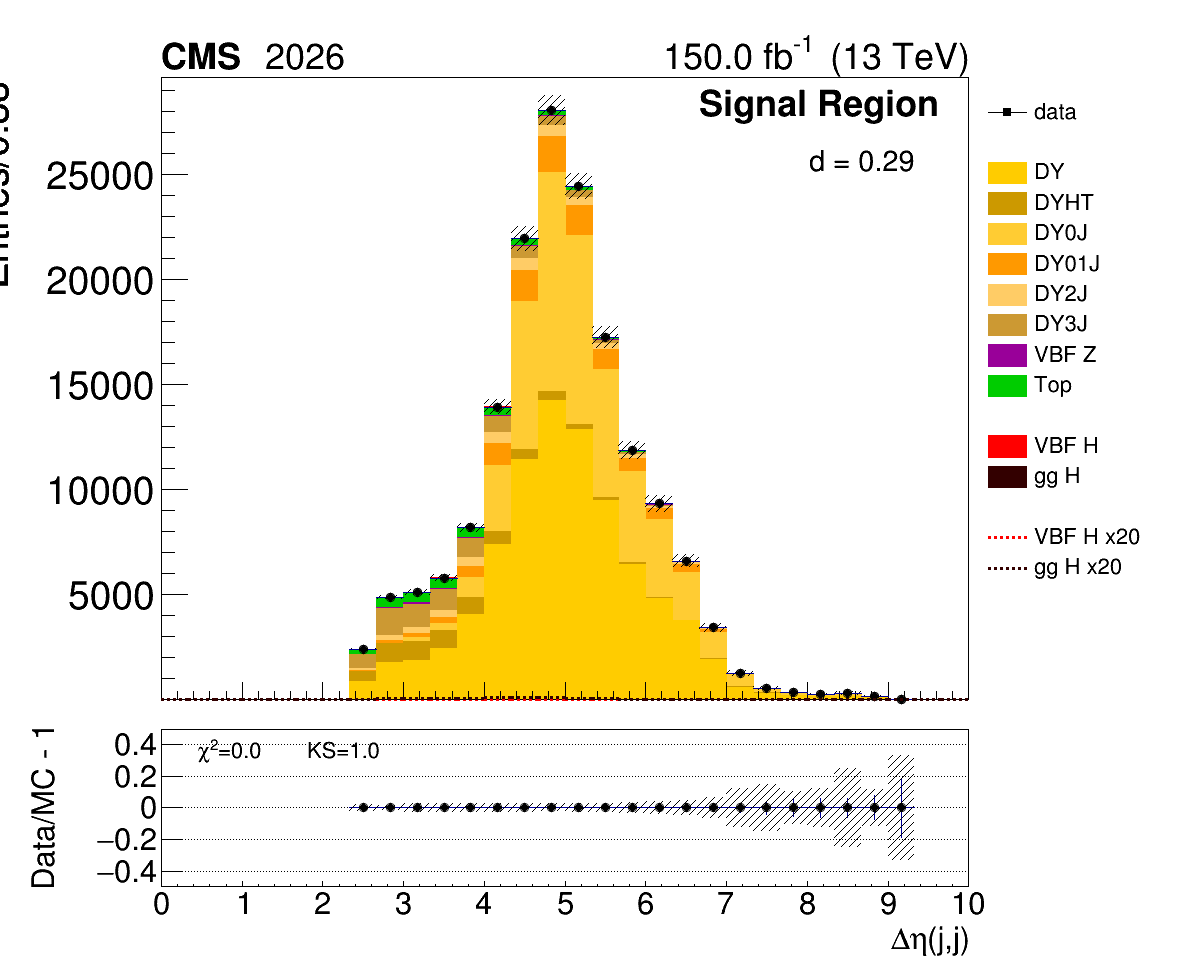 CMS 2026
150.0 fb-1 (13 TeV)
Signal Region
d = 0.29
25000
20000
15000
10000
5000
data
DY
DYHT
DY0J
DY01J
DY2J
DY3J
VBF Z
Top
VBF H
gg H
VBF H x20
gg H x20
Data/MC - 1
χ2=0.0 KS=1.0
0.4
0.2
0
−0.2
−0.4
0 1 2 3 4 5 6 7 8 9 10
Δη(j,j)